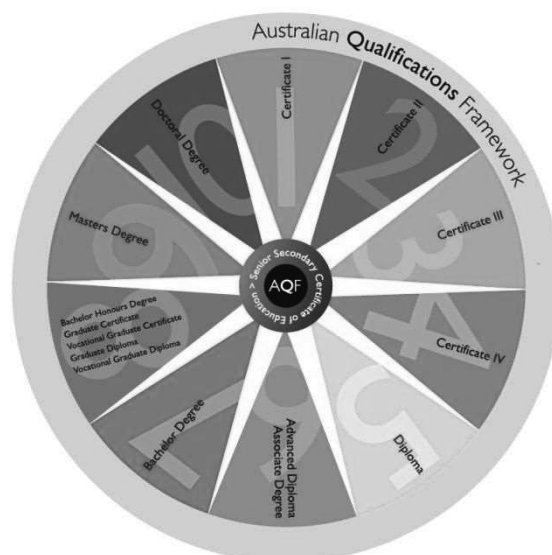 Australian Qualifications Framework
1
Certificate I
2
Certificate II
3
Certificate III
4
Certificate IV
5
Diploma
6
Advanced Diploma
Associate Degree
7
Bachelor Degree
8
Bachelor Honours Degree
Graduate Certificate
Vocational Graduate Certificate
Graduate Diploma
Vocational Graduate Diploma
9
Masters Degree
10
Doctoral Degree
Senior Secondary Certificate of Education >
AQF